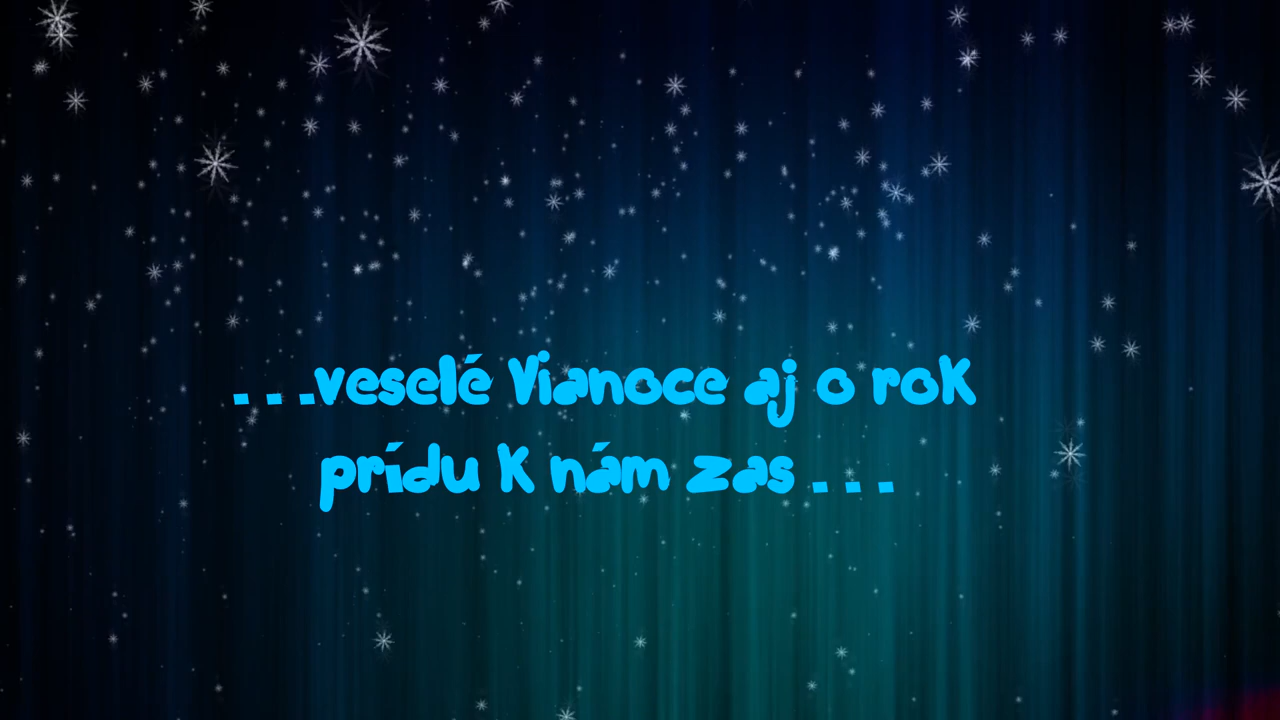 ...veselé Vianoce aj o rok
prídu k nám zas ...